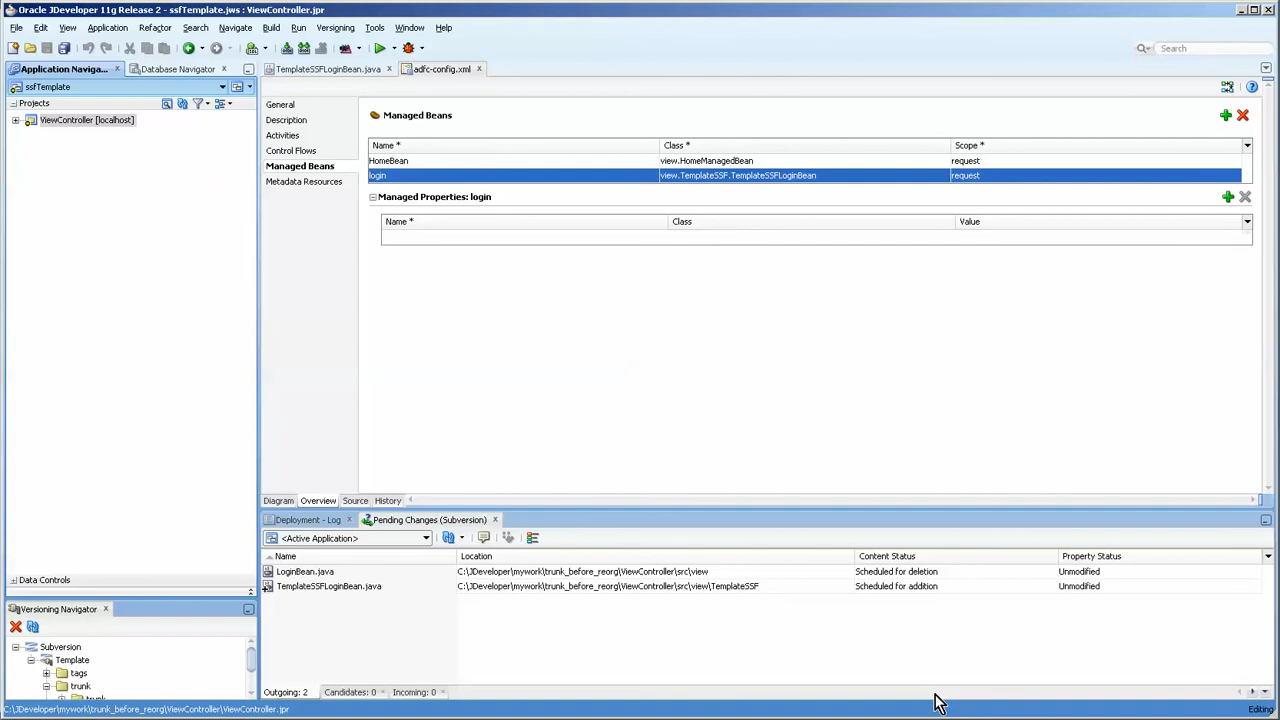 Oracle JDeveloper 11g Release 2 - ssfTemplate.jws : ViewController.jpr
File Edit View Application Refactor Search Navigate Build Run Versioning Tools Window Help
Search
Application Naviga... Database Navigator TemplateSSFLoginBean.java adfc-config.xml
ssfTemplate
Projects
ViewController [localhost]
General
Description
Activities
Control Flows
Managed Beans
Metadata Resources
Managed Beans
Name * Class * Scope *
HomeBean view.HomeManagedBean request
login view.TemplateSSF.TemplateSSFLoginBean request
Managed Properties: login
Name * Class Value
Diagram Overview Source History
Deployment - Log Pending Changes (Subversion)
<Active Application>
Name Location Content Status Property Status
LoginBean.java C:\JDeveloper\mywork\trunk_before_reorg\ViewController\src\view Scheduled for deletion Unmodified
TemplateSSFLoginBean.java C:\JDeveloper\mywork\trunk_before_reorg\ViewController\src\view\TemplateSSF Scheduled for addition Unmodified
Data Controls
Versioning Navigator
Subversion
Template
tags
trunk
trunk
Outgoing: 2 Candidates: 0 Incoming: 0
C:\JDeveloper\mywork\trunk_before_reorg\ViewController\ViewController.jpr Editing